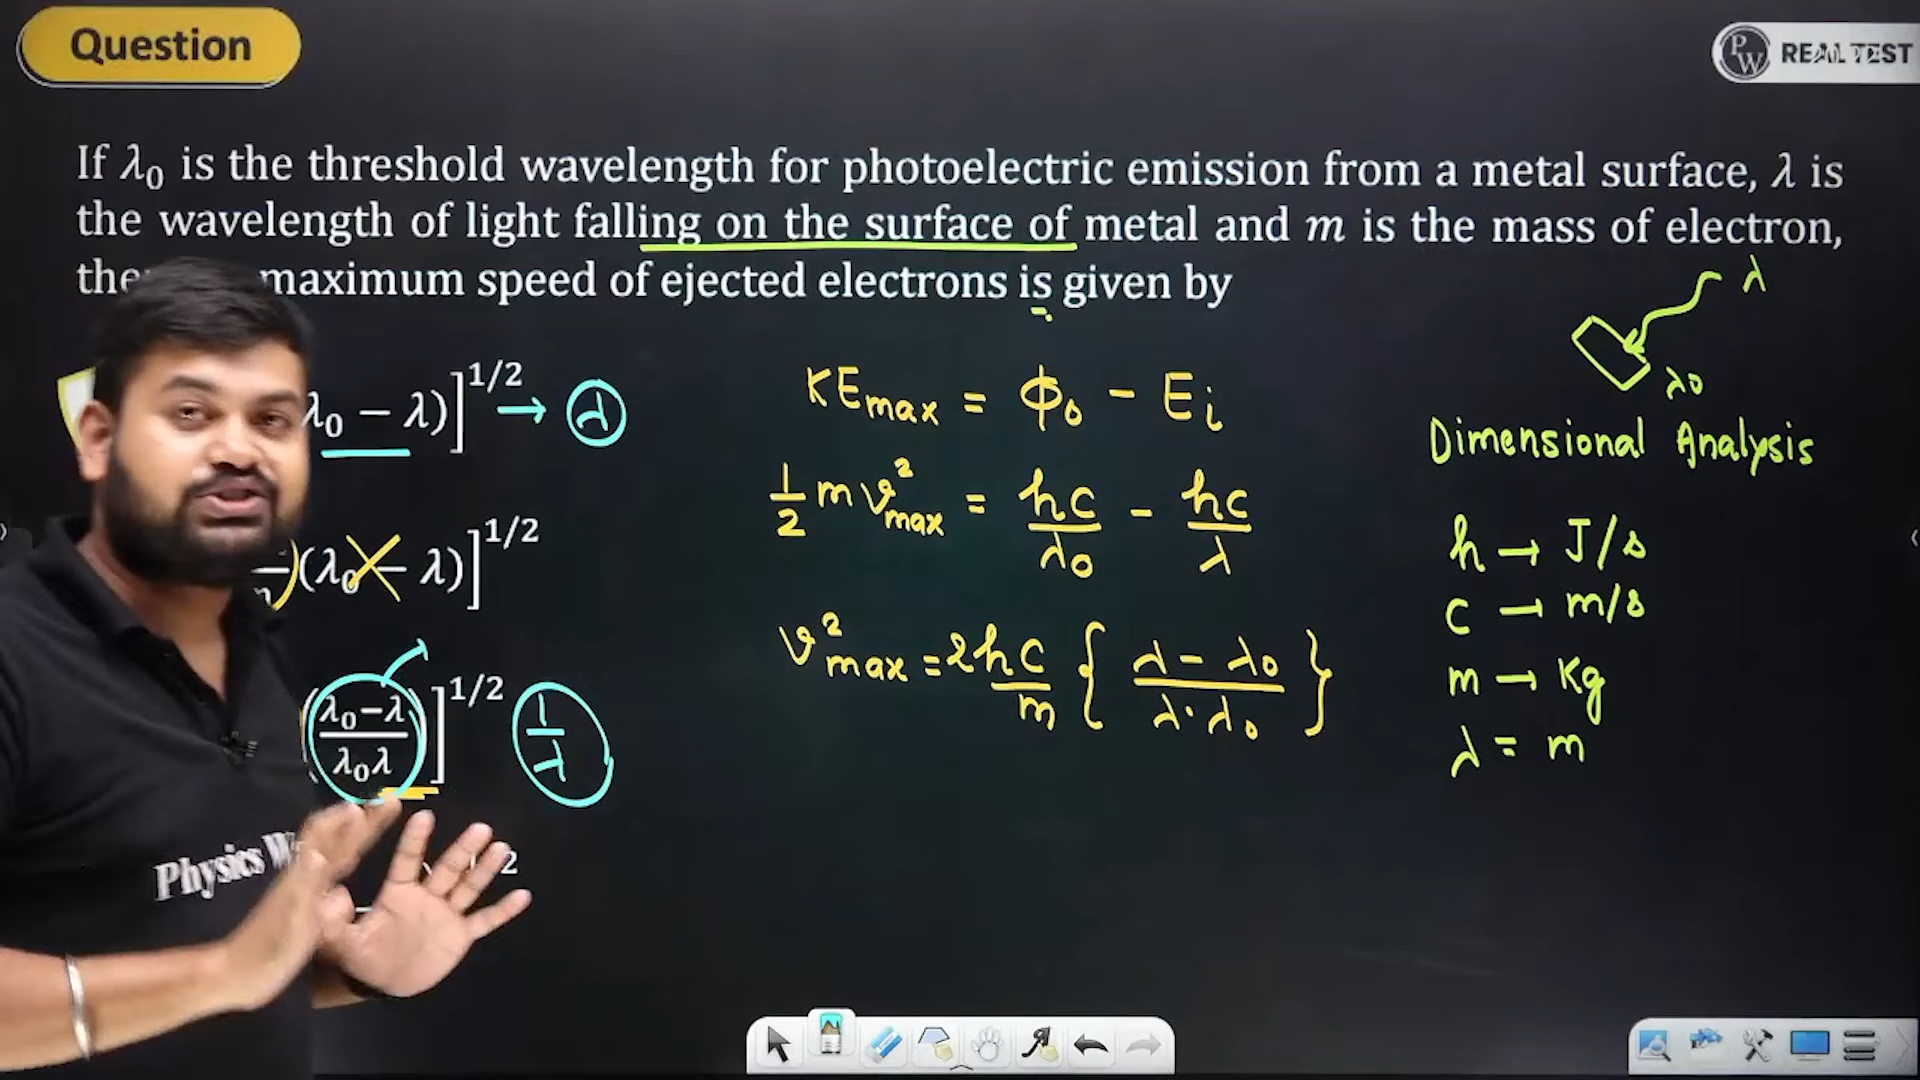 Question
PW REAL TEST
If λ₀ is the threshold wavelength for photoelectric emission from a metal surface, λ is
the wavelength of light falling on the surface of metal and m is the mass of electron,
maximum speed of ejected electrons is given by
λ₀ − λ)]^{1/2} → λ
(λ₀ − λ)]^{1/2}
(λ₀−λ / λ₀λ)]^{1/2} 1/λ
KEmax = ϕ₀ − Ei
1/2 m v²max = hc/λ₀ − hc/λ
v²max = 2hc/m { λ − λ₀ / λ·λ₀ }
λ
λ₀
Dimensional Analysis
h → J/s
c → m/s
m → Kg
λ = m
Physics